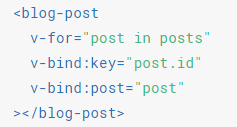 <blog-post
  v-for="post in posts"
  v-bind:key="post.id"
  v-bind:post="post"
></blog-post>